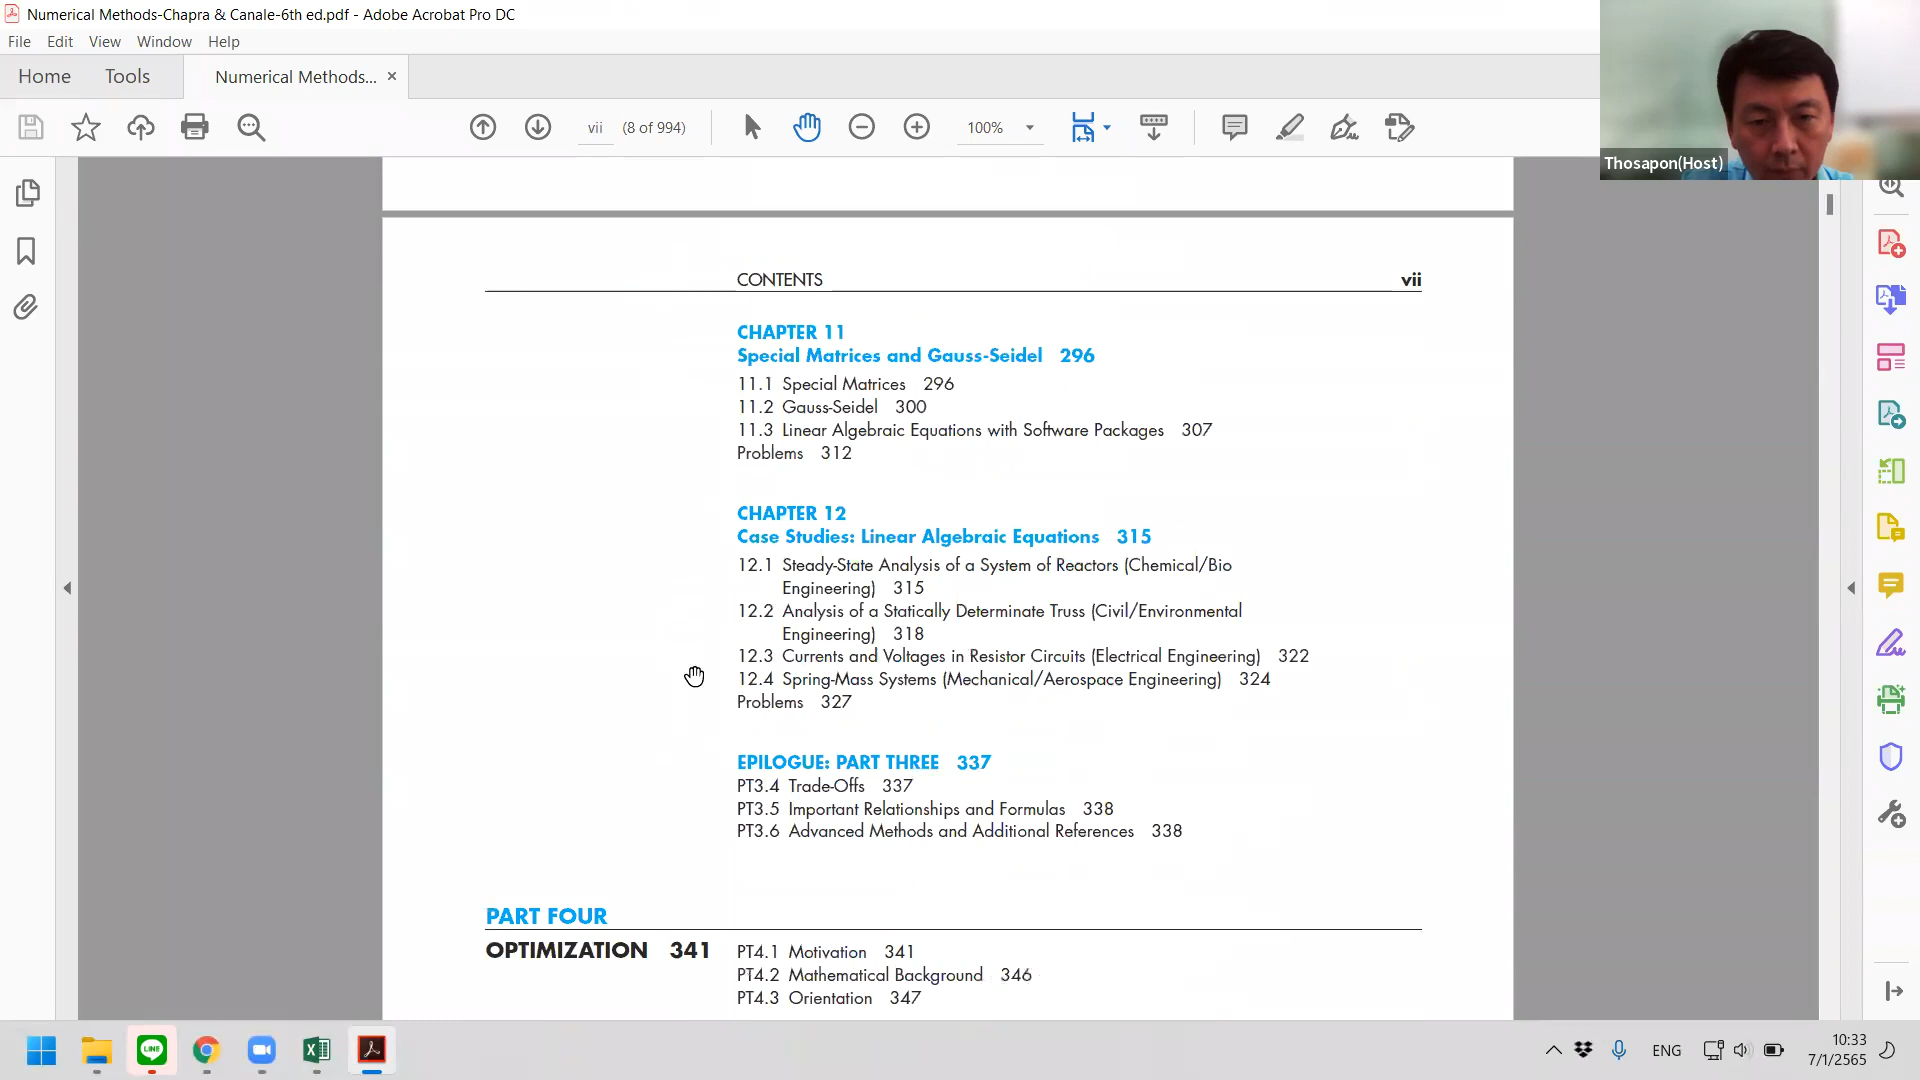 Numerical Methods-Chapra & Canale-6th ed.pdf - Adobe Acrobat Pro DC
File Edit View Window Help
Home Tools Numerical Methods... ×
vii (8 of 994) 100%
Thosapon(Host)
CONTENTS vii
CHAPTER 11
Special Matrices and Gauss-Seidel 296
11.1 Special Matrices 296
11.2 Gauss-Seidel 300
11.3 Linear Algebraic Equations with Software Packages 307
Problems 312
CHAPTER 12
Case Studies: Linear Algebraic Equations 315
12.1 Steady-State Analysis of a System of Reactors (Chemical/Bio
Engineering) 315
12.2 Analysis of a Statically Determinate Truss (Civil/Environmental
Engineering) 318
12.3 Currents and Voltages in Resistor Circuits (Electrical Engineering) 322
12.4 Spring-Mass Systems (Mechanical/Aerospace Engineering) 324
Problems 327
EPILOGUE: PART THREE 337
PT3.4 Trade-Offs 337
PT3.5 Important Relationships and Formulas 338
PT3.6 Advanced Methods and Additional References 338
PART FOUR
OPTIMIZATION 341
PT4.1 Motivation 341
PT4.2 Mathematical Background 346
PT4.3 Orientation 347
LINE
ENG
10:33
7/1/2565